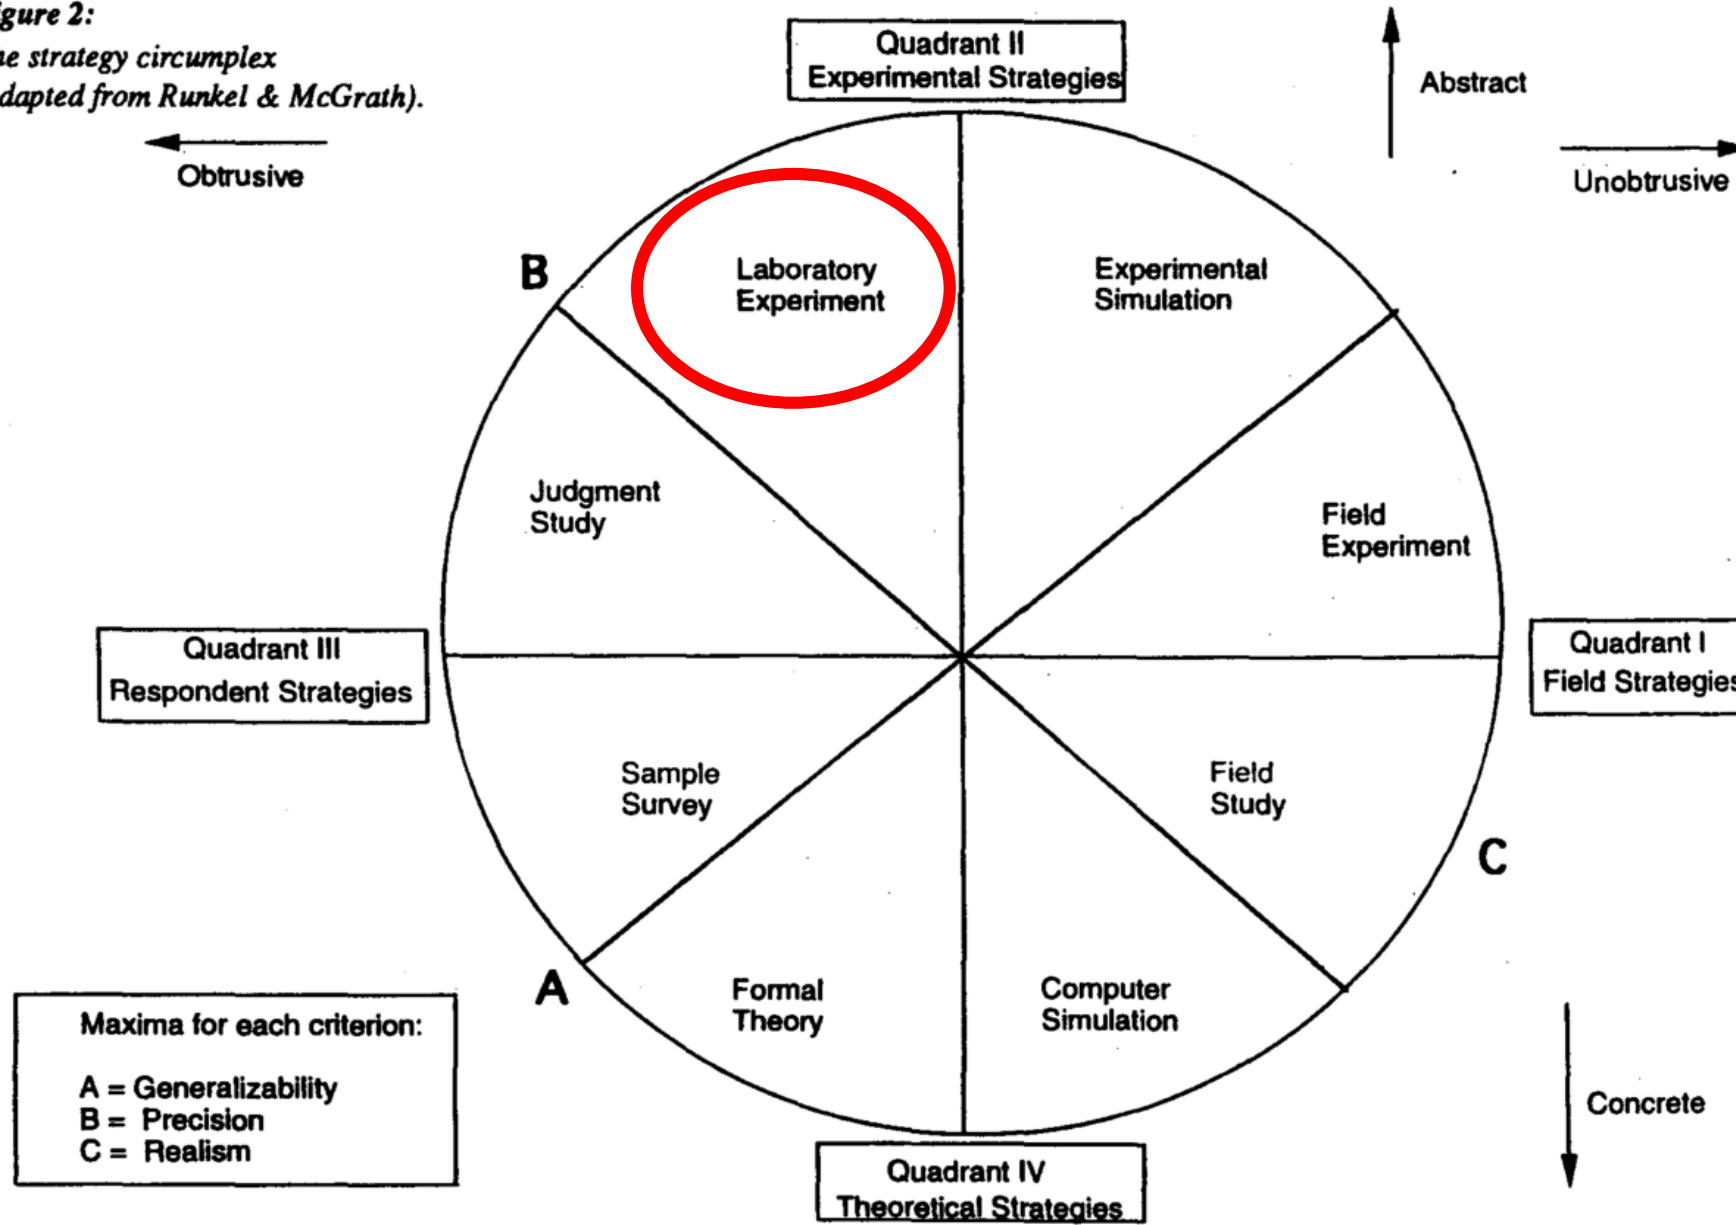 igure 2:
ne strategy circumplex
dapted from Runkel & McGrath).
Obtrusive
Quadrant II
Experimental Strategies
Abstract
Unobtrusive
B
Laboratory
Experiment
Experimental
Simulation
Judgment
Study
Field
Experiment
Quadrant III
Respondent Strategies
Quadrant I
Field Strategies
Sample
Survey
Field
Study
C
A
Formal
Theory
Computer
Simulation
Maxima for each criterion:
A = Generalizability
B = Precision
C = Realism
Concrete
Quadrant IV
Theoretical Strategies